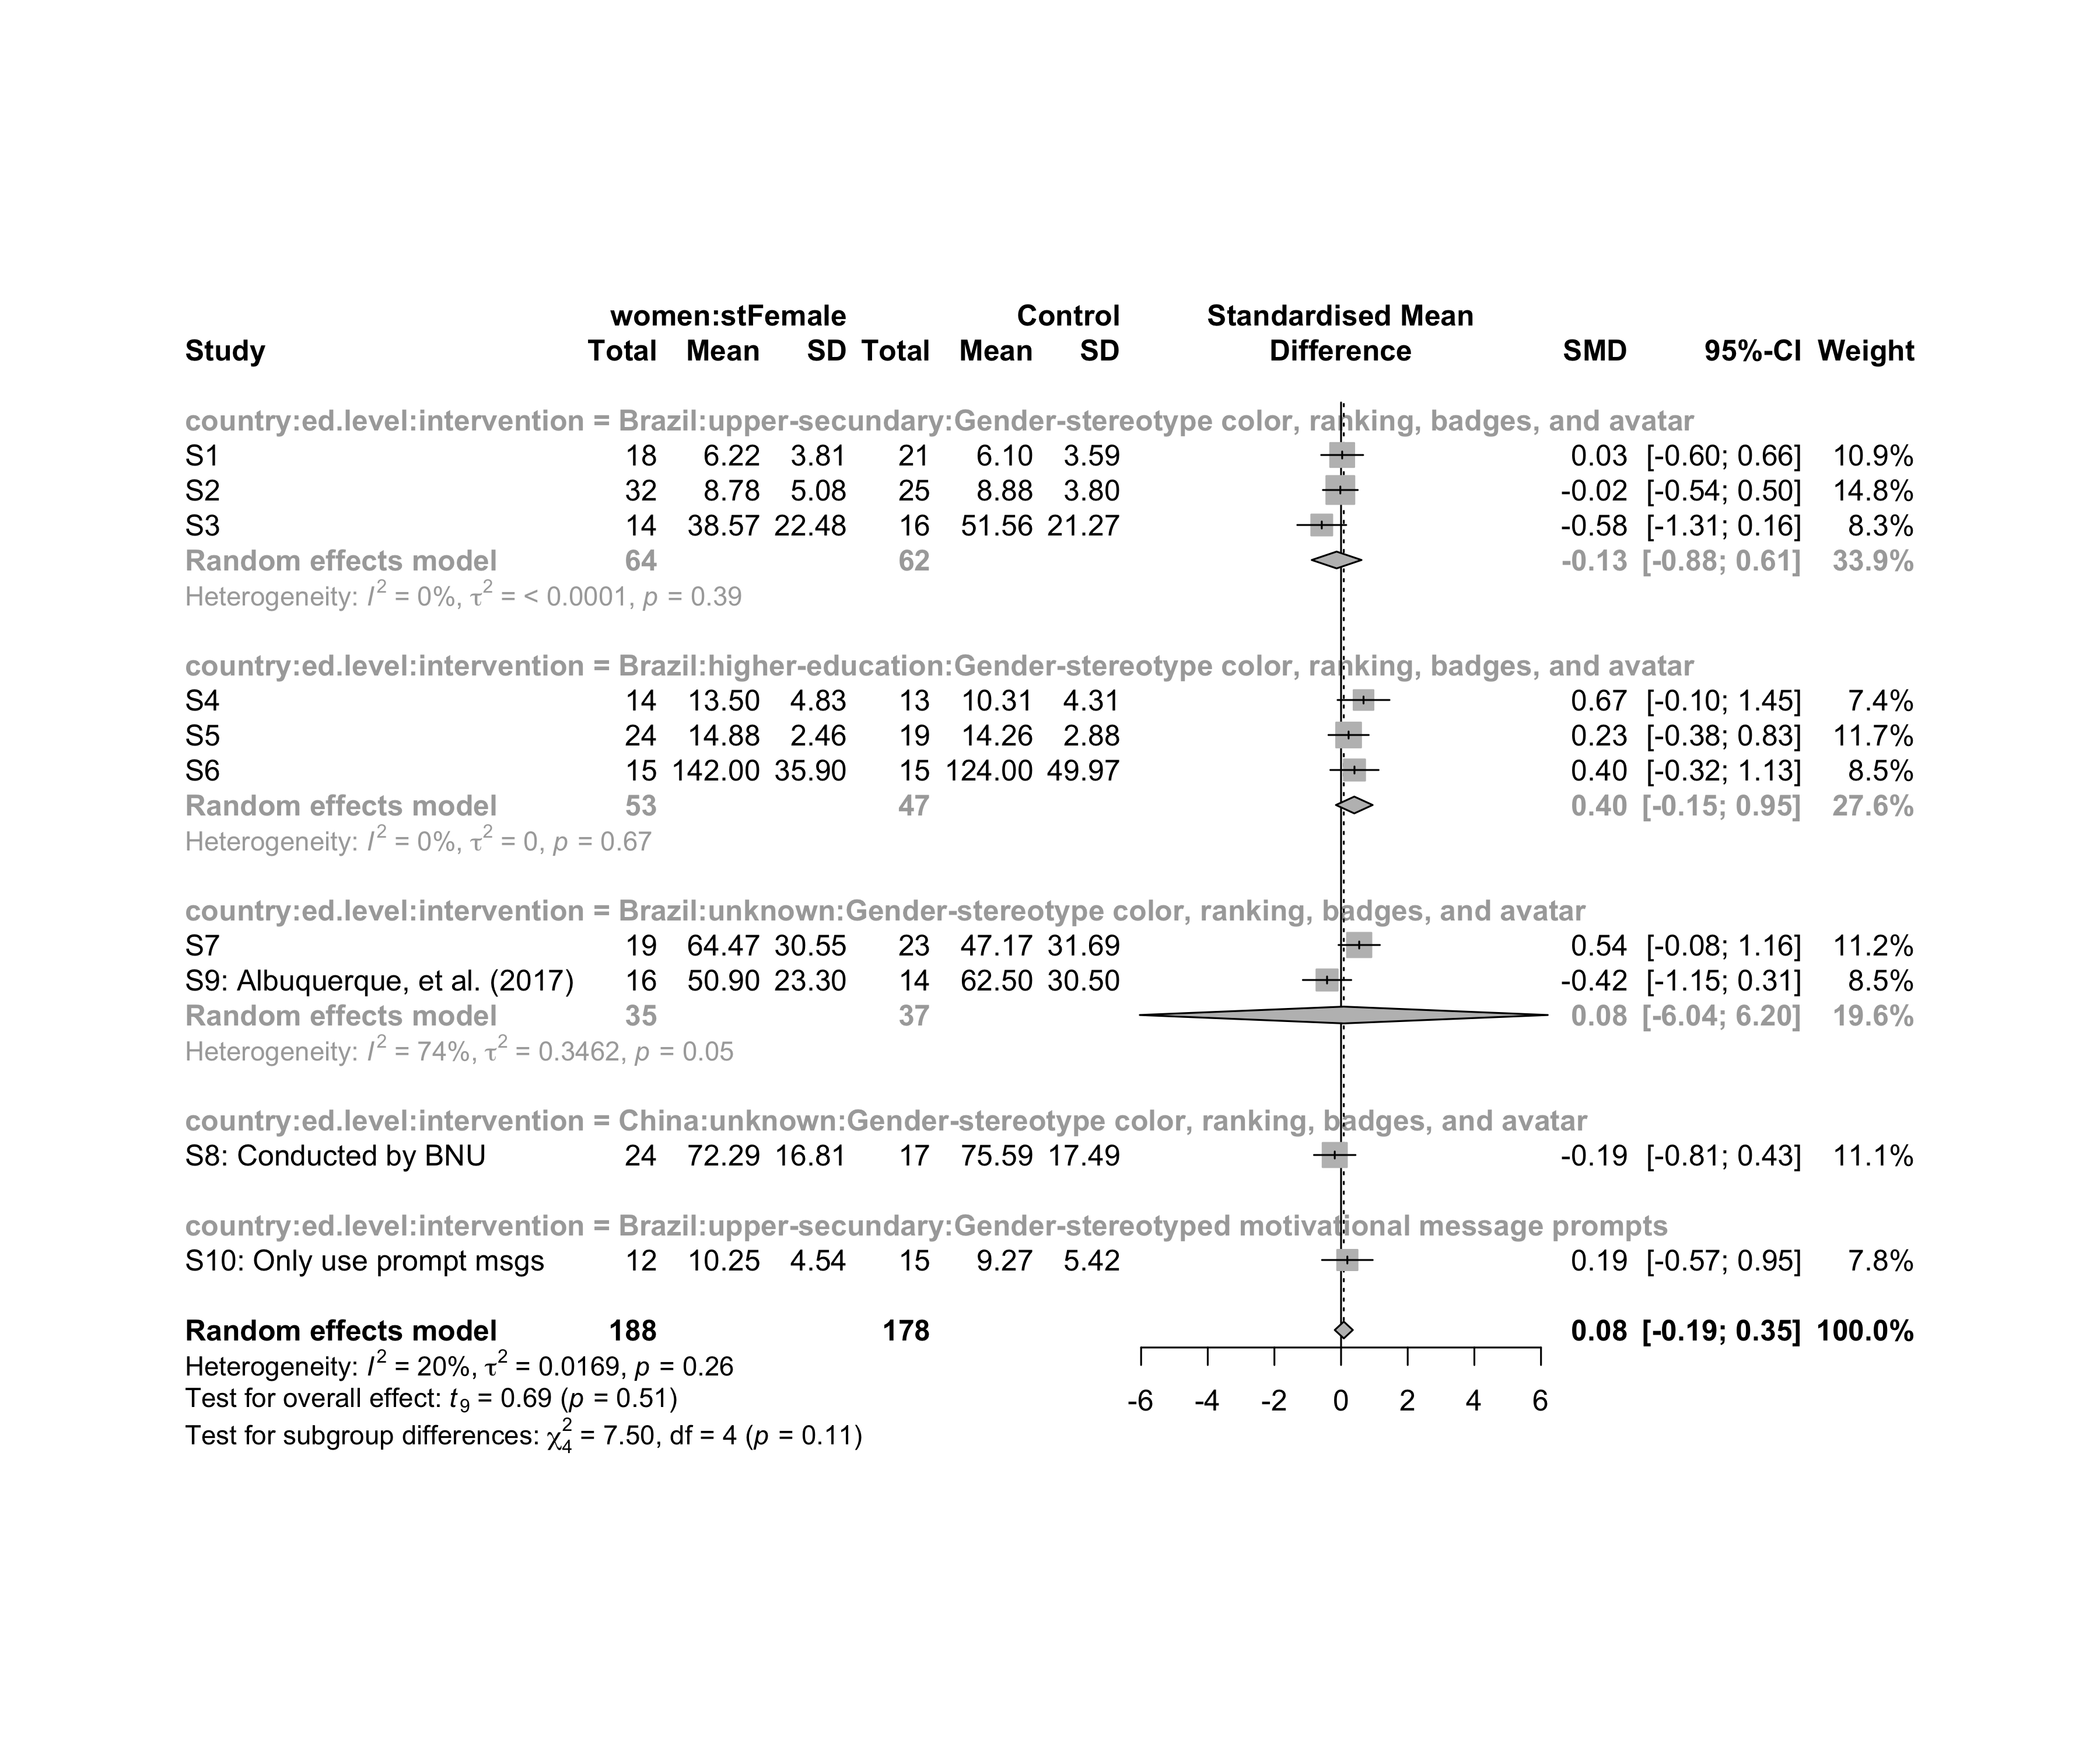 women:stFemale Control Standardised Mean
Study Total Mean SD Total Mean SD Difference SMD 95%-CI Weight
country:ed.level:intervention = Brazil:upper-secundary:Gender-stereotype color, ranking, badges, and avatar
S1 18 6.22 3.81 21 6.10 3.59 0.03 [-0.60; 0.66] 10.9%
S2 32 8.78 5.08 25 8.88 3.80 -0.02 [-0.54; 0.50] 14.8%
S3 14 38.57 22.48 16 51.56 21.27 -0.58 [-1.31; 0.16] 8.3%
Random effects model 64 62 -0.13 [-0.88; 0.61] 33.9%
Heterogeneity: I² = 0%, τ² = < 0.0001, p = 0.39
country:ed.level:intervention = Brazil:higher-education:Gender-stereotype color, ranking, badges, and avatar
S4 14 13.50 4.83 13 10.31 4.31 0.67 [-0.10; 1.45] 7.4%
S5 24 14.88 2.46 19 14.26 2.88 0.23 [-0.38; 0.83] 11.7%
S6 15 142.00 35.90 15 124.00 49.97 0.40 [-0.32; 1.13] 8.5%
Random effects model 53 47 0.40 [-0.15; 0.95] 27.6%
Heterogeneity: I² = 0%, τ² = 0, p = 0.67
country:ed.level:intervention = Brazil:unknown:Gender-stereotype color, ranking, badges, and avatar
S7 19 64.47 30.55 23 47.17 31.69 0.54 [-0.08; 1.16] 11.2%
S9: Albuquerque, et al. (2017) 16 50.90 23.30 14 62.50 30.50 -0.42 [-1.15; 0.31] 8.5%
Random effects model 35 37 0.08 [-6.04; 6.20] 19.6%
Heterogeneity: I² = 74%, τ² = 0.3462, p = 0.05
country:ed.level:intervention = China:unknown:Gender-stereotype color, ranking, badges, and avatar
S8: Conducted by BNU 24 72.29 16.81 17 75.59 17.49 -0.19 [-0.81; 0.43] 11.1%
country:ed.level:intervention = Brazil:upper-secundary:Gender-stereotyped motivational message prompts
S10: Only use prompt msgs 12 10.25 4.54 15 9.27 5.42 0.19 [-0.57; 0.95] 7.8%
Random effects model 188 178 0.08 [-0.19; 0.35] 100.0%
Heterogeneity: I² = 20%, τ² = 0.0169, p = 0.26
Test for overall effect: t₉ = 0.69 (p = 0.51)
-6 -4 -2 0 2 4 6
Test for subgroup differences: χ²₄ = 7.50, df = 4 (p = 0.11)